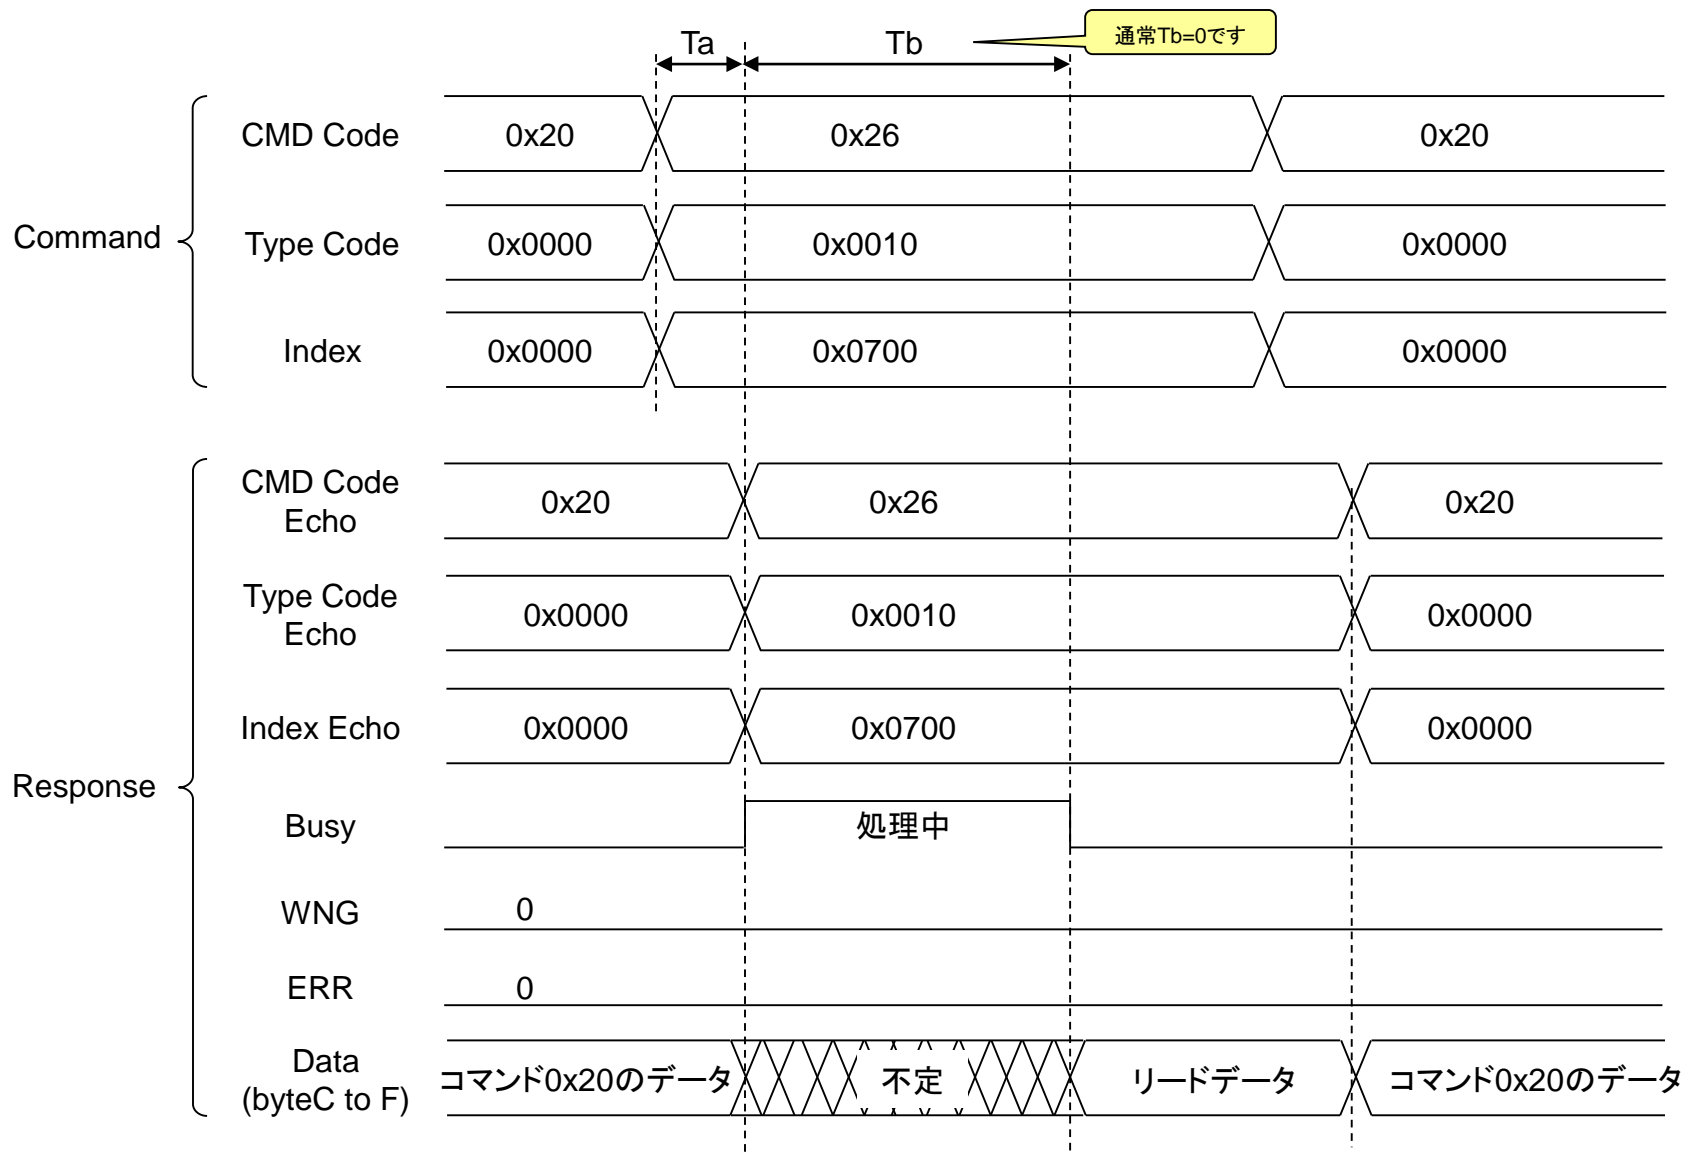 Ta
Tb
通常Tb=0です
Command
CMD Code
0x20
0x26
0x20
Type Code
0x0000
0x0010
0x0000
Index
0x0000
0x0700
0x0000
Response
CMD Code
Echo
0x20
0x26
0x20
Type Code
Echo
0x0000
0x0010
0x0000
Index Echo
0x0000
0x0700
0x0000
Busy
処理中
WNG
0
ERR
0
Data
(byteC to F)
コマンド0x20のデータ
不定
リードデータ
コマンド0x20のデータ